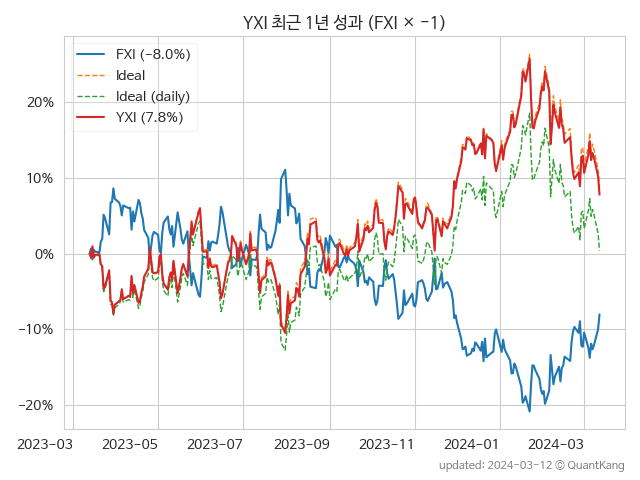 YXI 최근 1년 성과 (FXI × -1)
FXI (-8.0%)
Ideal
Ideal (daily)
YXI (7.8%)
20%
10%
0%
-10%
-20%
2023-03 2023-05 2023-07 2023-09 2023-11 2024-01 2024-03
updated: 2024-03-12 © QuantKang